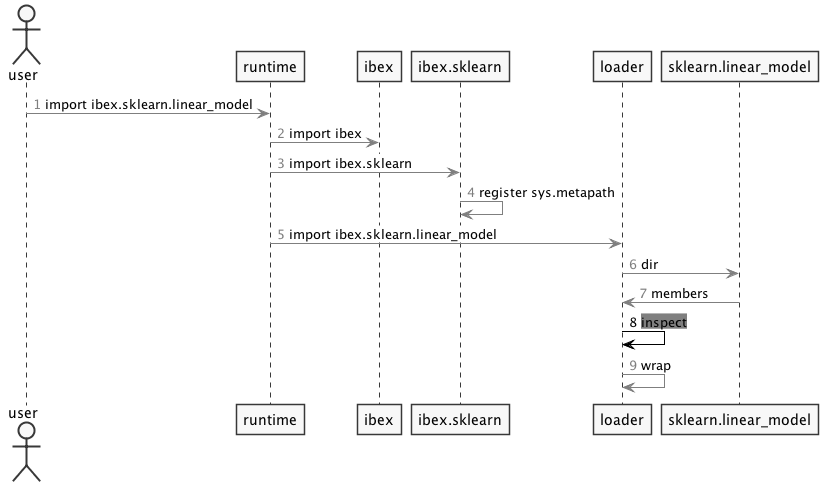 user
runtime
ibex
ibex.sklearn
loader
sklearn.linear_model
1 import ibex.sklearn.linear_model
2 import ibex
3 import ibex.sklearn
4 register sys.metapath
5 import ibex.sklearn.linear_model
6 dir
7 members
8 inspect
9 wrap
user
runtime
ibex
ibex.sklearn
loader
sklearn.linear_model